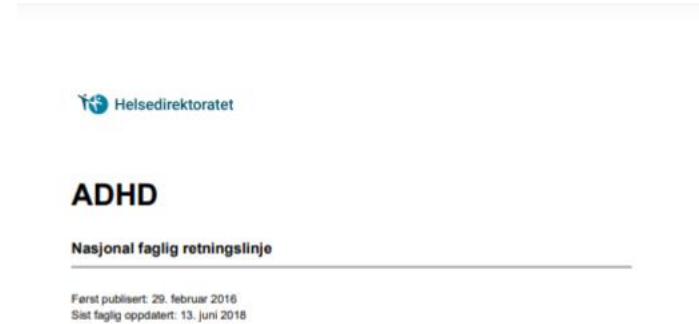 Helsedirektoratet
ADHD
Nasjonal faglig retningslinje
Først publisert: 29. februar 2016
Sist faglig oppdatert: 13. juni 2018